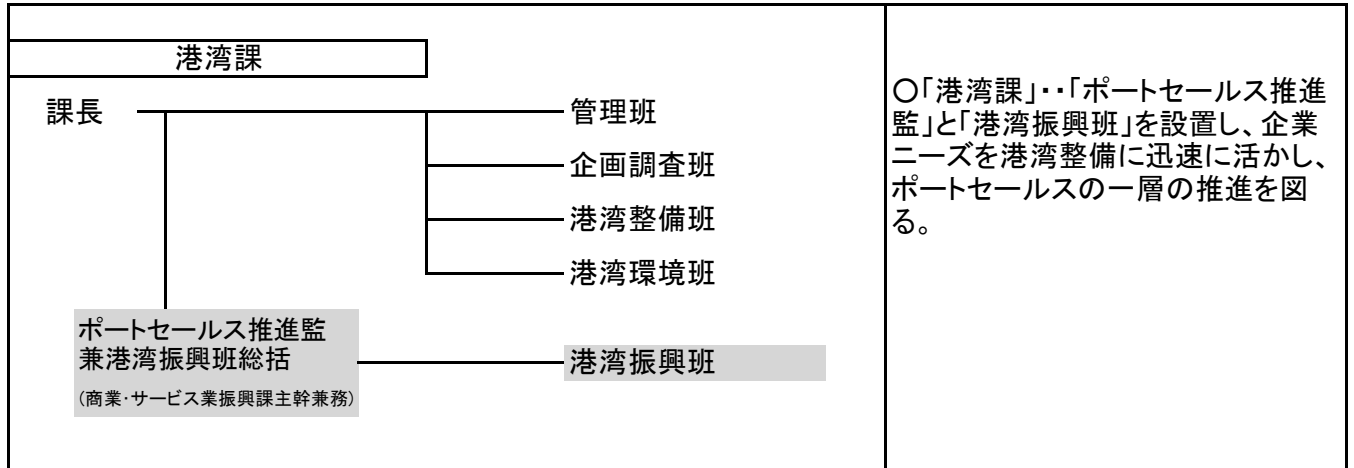 港湾課
課長
管理班
企画調査班
港湾整備班
港湾環境班
ポートセールス推進監
兼港湾振興班総括
(商業・サービス業振興課主幹兼務)
港湾振興班
○「港湾課」・・「ポートセールス推進
監」と「港湾振興班」を設置し、企業
ニーズを港湾整備に迅速に活かし、
ポートセールスの一層の推進を図
る。